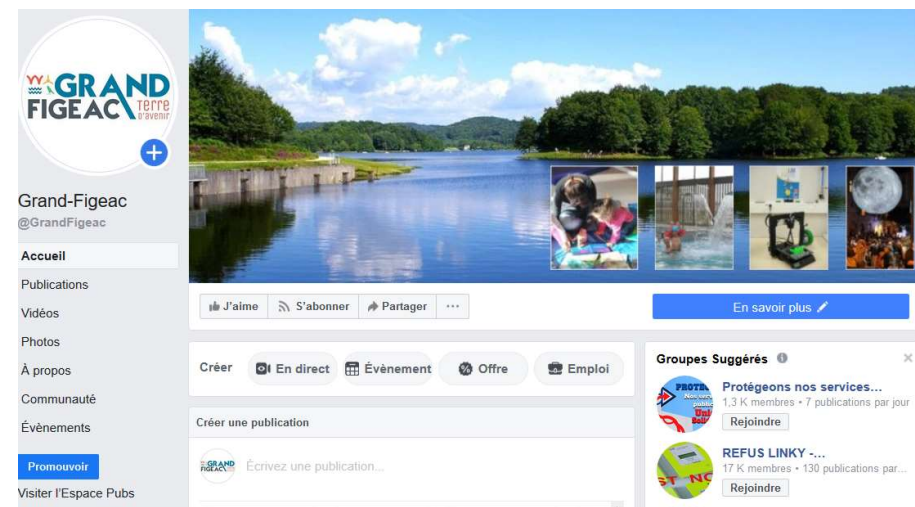 GRAND
FIGEAC
terre
d'avenir
Grand-Figeac
@GrandFigeac
Accueil
Publications
Vidéos
Photos
À propos
Communauté
Évènements
Promouvoir
Visiter l'Espace Pubs
J'aime
S'abonner
Partager
...
En savoir plus
Créer
En direct
Évènement
Offre
Emploi
Créer une publication
GRAND
FIGEAC
Écrivez une publication...
Groupes Suggérés
Protégeons nos services...
1,3 K membres • 7 publications par jour
Rejoindre
REFUS LINKY -...
17 K membres • 130 publications par...
Rejoindre